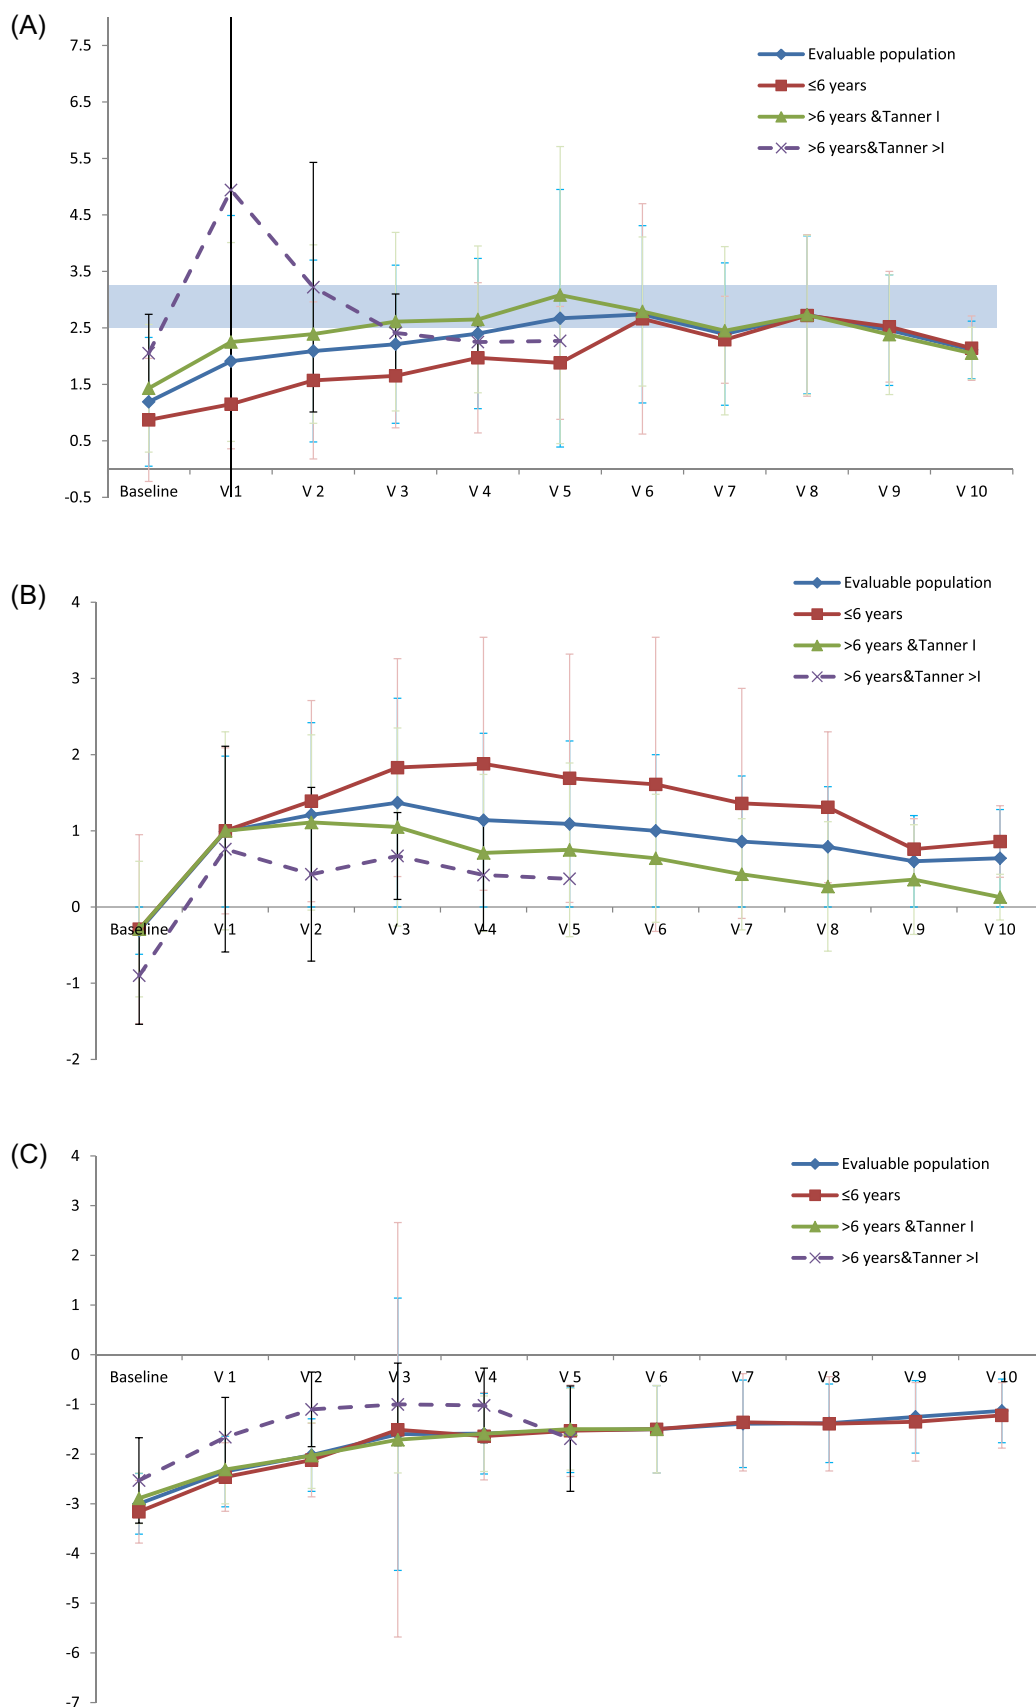 (A)
7.5
6.5
5.5
4.5
3.5
2.5
1.5
0.5
-0.5
Evaluable population
≤6 years
>6 years &Tanner I
>6 years&Tanner >I
Baseline V 1 V 2 V 3 V 4 V 5 V 6 V 7 V 8 V 9 V 10
(B)
4
3
2
1
0
-1
-2
Evaluable population
≤6 years
>6 years &Tanner I
>6 years&Tanner >I
Baseline V 1 V 2 V 3 V 4 V 5 V 6 V 7 V 8 V 9 V 10
(C)
4
3
2
1
0
-1
-2
-3
-4
-5
-6
-7
Evaluable population
≤6 years
>6 years &Tanner I
>6 years&Tanner >I
Baseline V 1 V 2 V 3 V 4 V 5 V 6 V 7 V 8 V 9 V 10